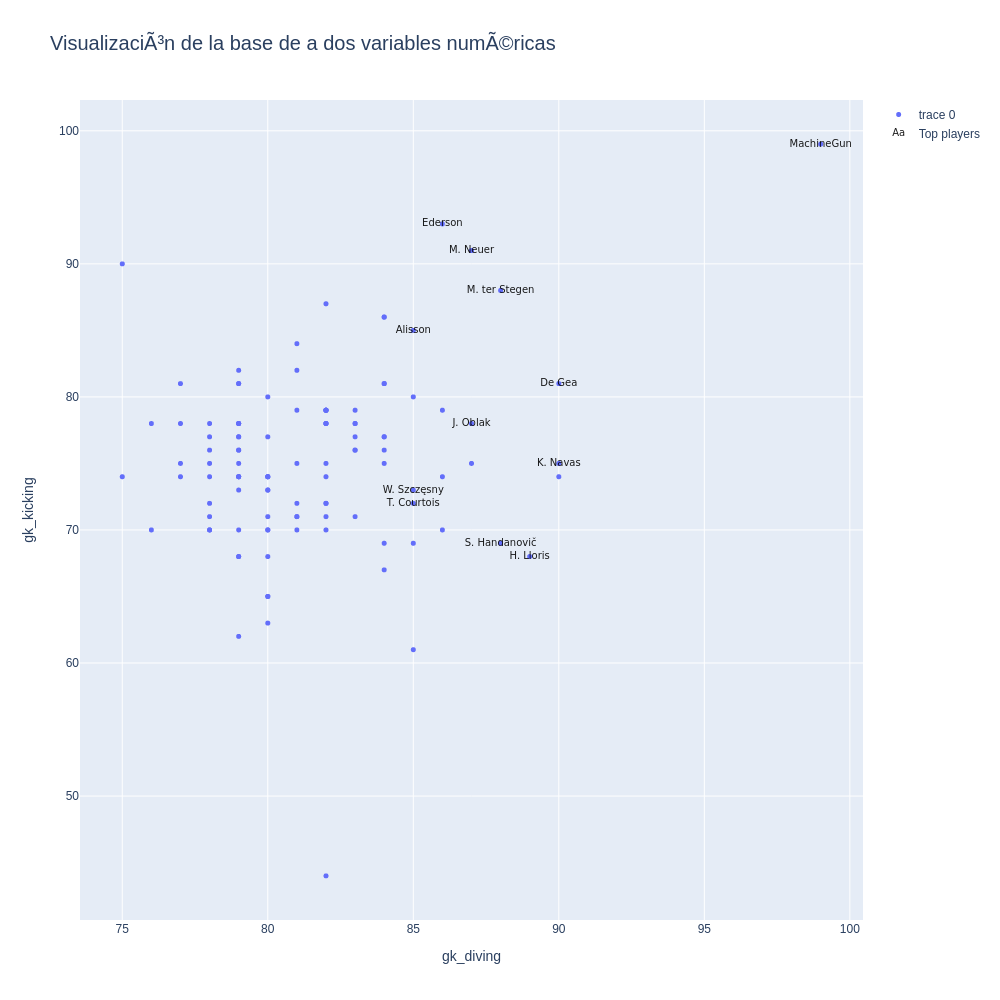 VisualizaciÃ³n de la base de a dos variables numÃ©ricas
trace 0
Aa Top players
100
90
80
70
60
50
gk_kicking
MachineGun
Ederson
M. Neuer
M. ter Stegen
Alisson
De Gea
J. Oblak
K. Navas
W. Szczęsny
T. Courtois
S. Handanovič
H. Lloris
75 80 85 90 95 100
gk_diving